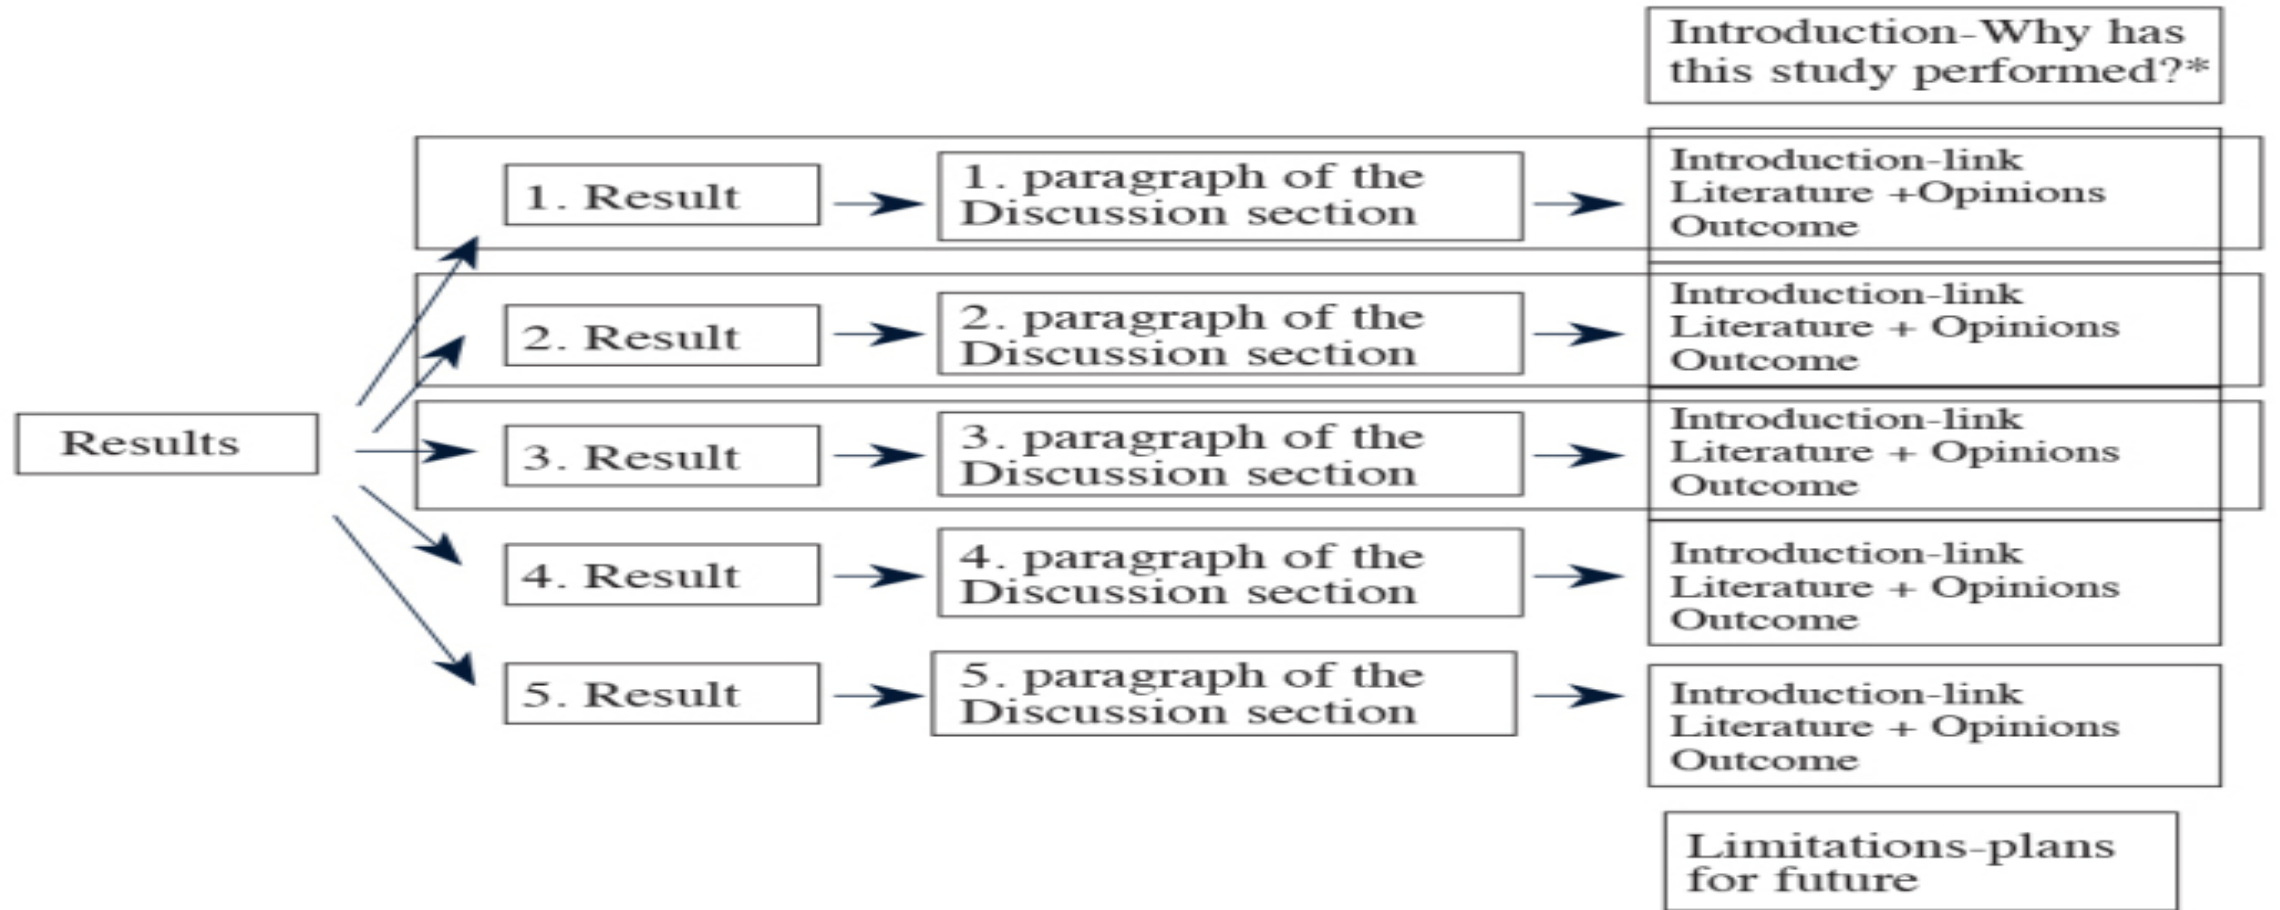 Introduction-Why has
this study performed?*
1. Result
1. paragraph of the
Discussion section
Introduction-link
Literature +Opinions
Outcome
2. Result
2. paragraph of the
Discussion section
Introduction-link
Literature + Opinions
Outcome
Results
3. Result
3. paragraph of the
Discussion section
Introduction-link
Literature + Opinions
Outcome
4. Result
4. paragraph of the
Discussion section
Introduction-link
Literature + Opinions
Outcome
5. Result
5. paragraph of the
Discussion section
Introduction-link
Literature + Opinions
Outcome
Limitations-plans
for future